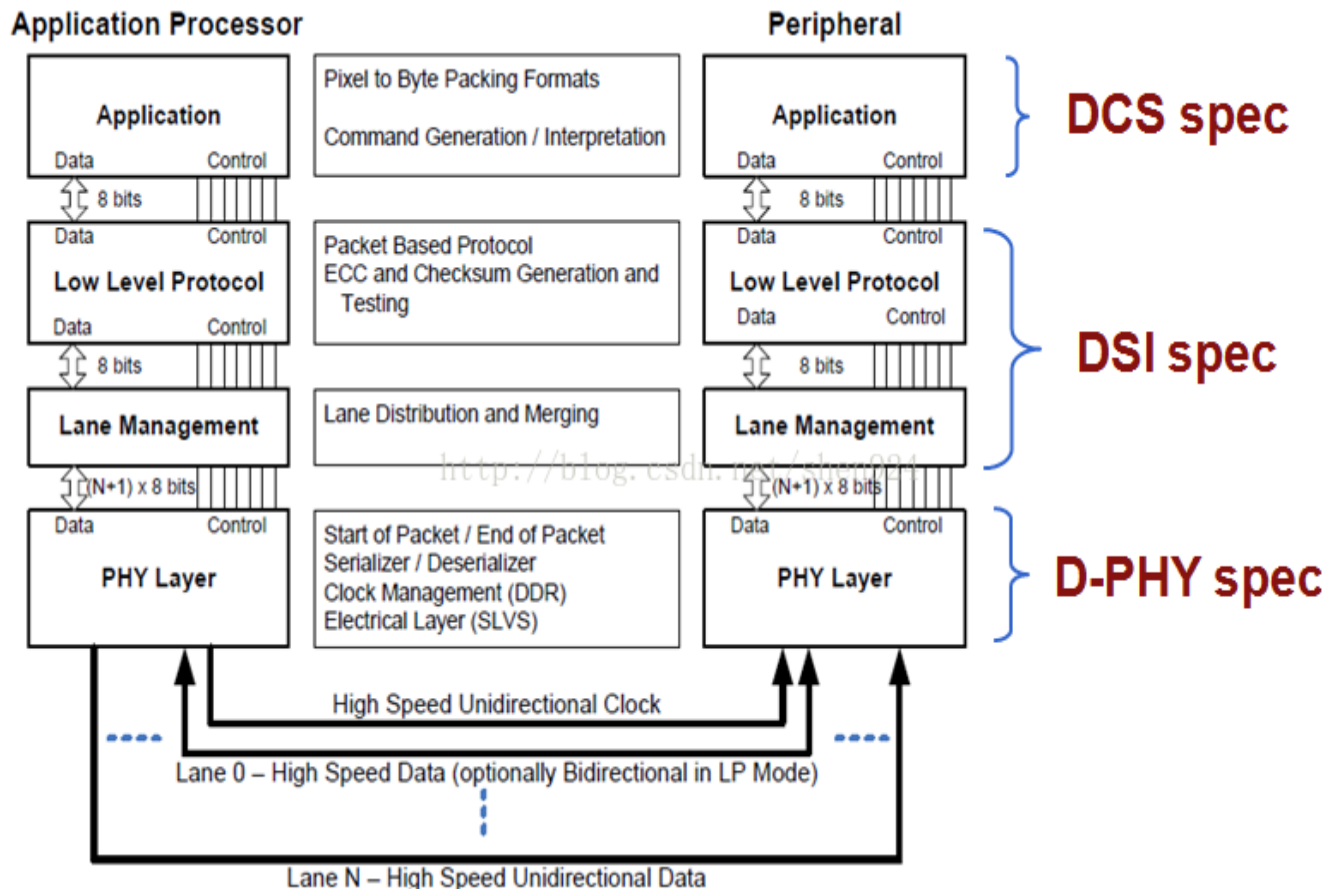 Application Processor
Peripheral
Application
Data Control
8 bits
Pixel to Byte Packing Formats
Command Generation / Interpretation
Application
Data Control
8 bits
DCS spec
Data Control
Low Level Protocol
Data Control
8 bits
Packet Based Protocol
ECC and Checksum Generation and
Testing
Data Control
Low Level Protocol
Data Control
8 bits
DSI spec
Lane Management
(N+1) x 8 bits
Lane Distribution and Merging
http://blog.csdn.net/shen924
Lane Management
(N+1) x 8 bits
Data Control
PHY Layer
Start of Packet / End of Packet
Serializer / Deserializer
Clock Management (DDR)
Electrical Layer (SLVS)
Data Control
PHY Layer
D-PHY spec
High Speed Unidirectional Clock
Lane 0 – High Speed Data (optionally Bidirectional in LP Mode)
Lane N – High Speed Unidirectional Data